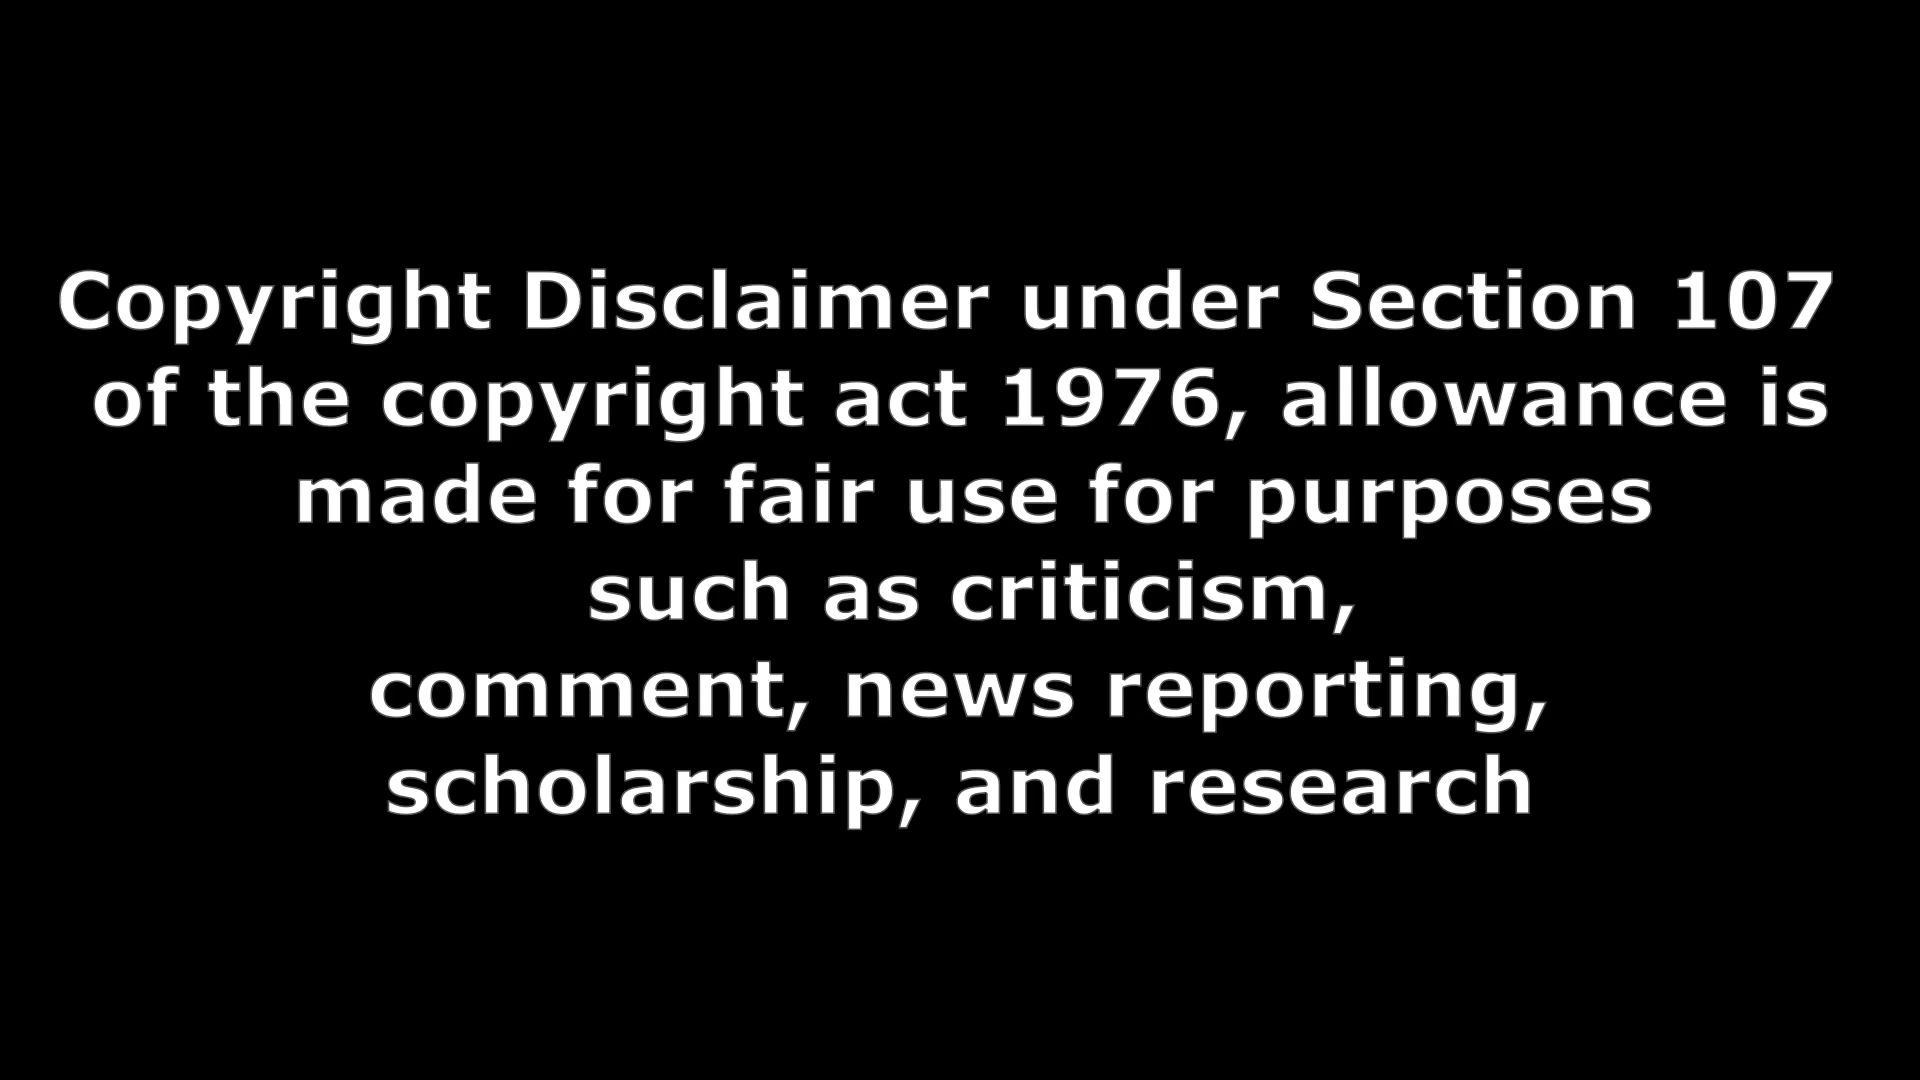 Copyright Disclaimer under Section 107
of the copyright act 1976, allowance is
made for fair use for purposes
such as criticism,
comment, news reporting,
scholarship, and research